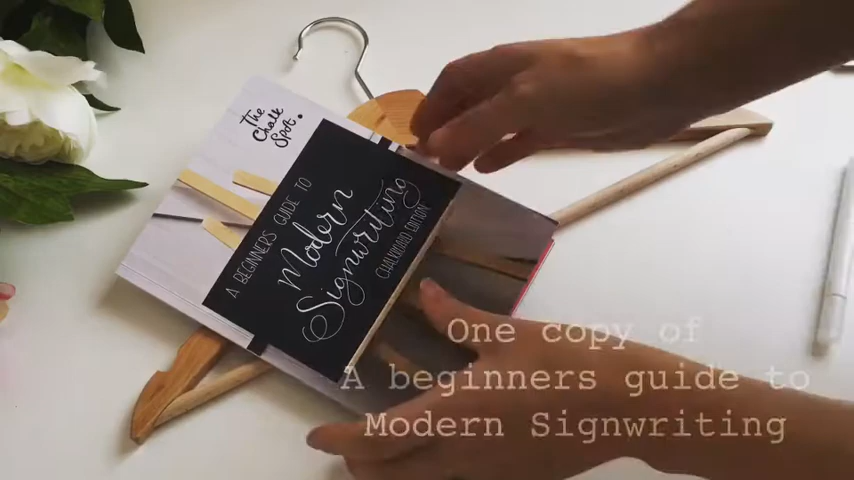 The
Chalk
Spot.
A BEGINNERS GUIDE TO
Modern
Signwriting
CHALKBOARD EDITION
One copy of
A beginners guide to
Modern Signwriting